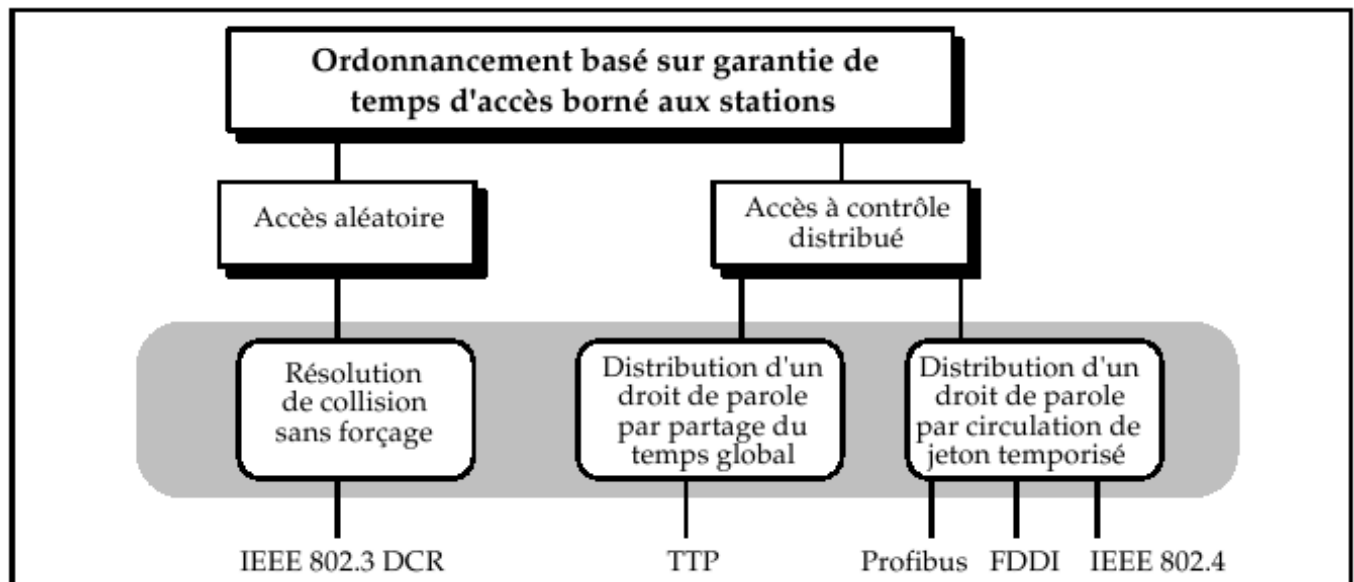 Ordonnancement basé sur garantie de
temps d'accès borné aux stations
Accès aléatoire
Accès à contrôle
distribué
Résolution
de collision
sans forçage
Distribution d'un
droit de parole
par partage du
temps global
Distribution d'un
droit de parole
par circulation de
jeton temporisé
IEEE 802.3 DCR
TTP
Profibus
FDDI
IEEE 802.4